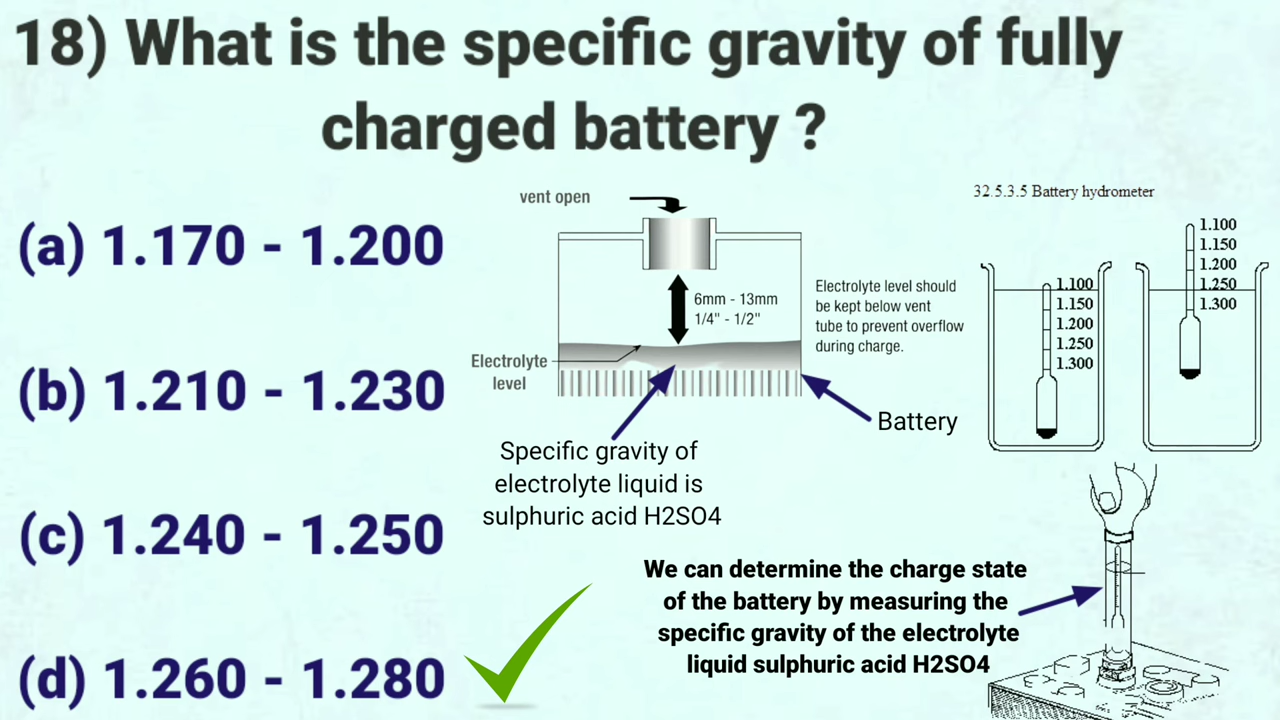 18) What is the specific gravity of fully
charged battery ?
(a) 1.170 - 1.200
(b) 1.210 - 1.230
(c) 1.240 - 1.250
(d) 1.260 - 1.280
vent open
6mm - 13mm
1/4" - 1/2"
Electrolyte
level
Electrolyte level should
be kept below vent
tube to prevent overflow
during charge.
Battery
Specific gravity of
electrolyte liquid is
sulphuric acid H2SO4
32.5.3.5 Battery hydrometer
1.100
1.150
1.200
1.250
1.300
1.100
1.150
1.200
1.250
1.300
We can determine the charge state
of the battery by measuring the
specific gravity of the electrolyte
liquid sulphuric acid H2SO4